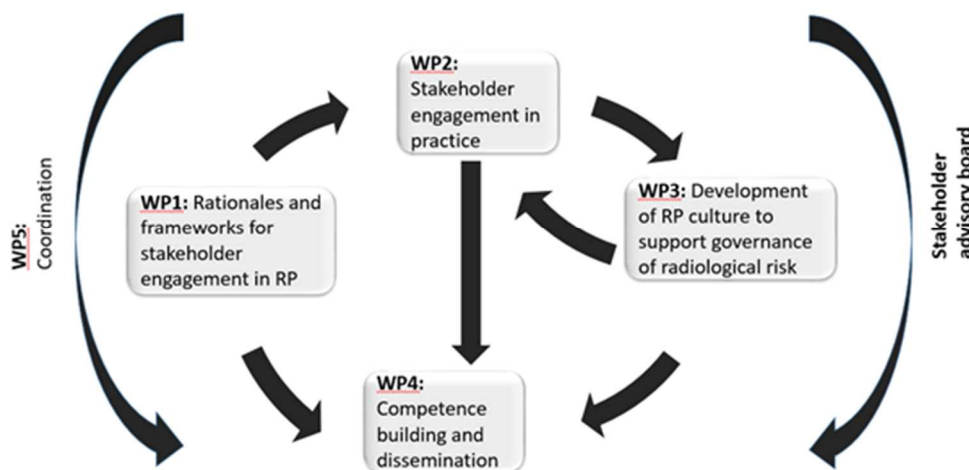 WP2:
Stakeholder
engagement in
practice
WP5:
Coordination
WP1: Rationales and
frameworks for
stakeholder
engagement in RP
WP3: Development
of RP culture to
support governance
of radiological risk
Stakeholder
advisory board
WP4:
Competence
building and
dissemination